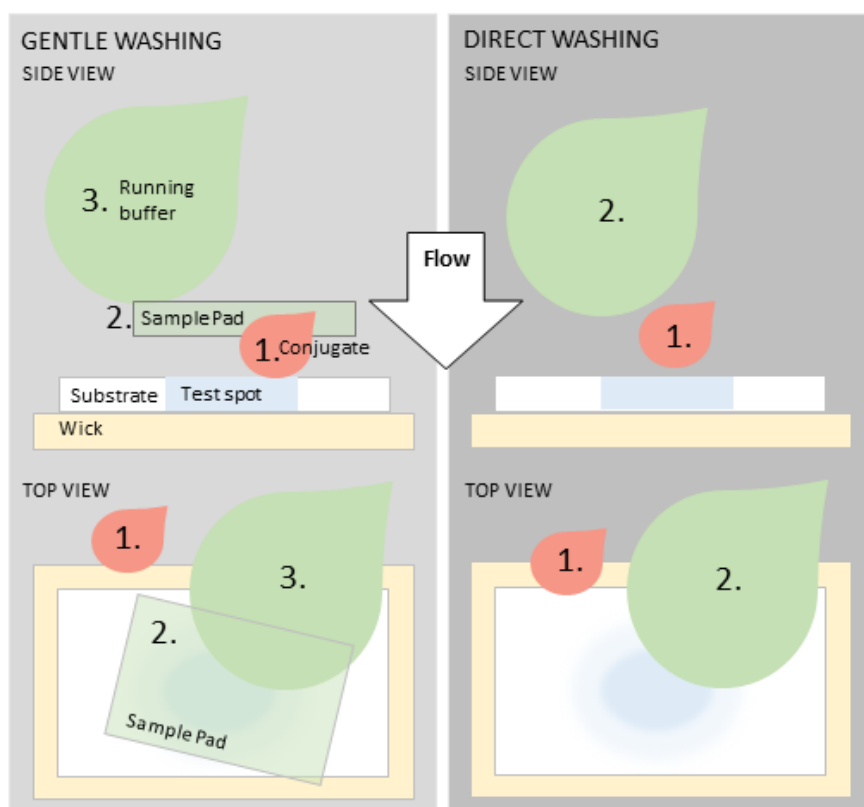 GENTLE WASHING
SIDE VIEW
3. Running
buffer
2. Sample Pad
1. Conjugate
Substrate Test spot
Wick
TOP VIEW
1.
3.
2.
Sample Pad
Flow
DIRECT WASHING
SIDE VIEW
2.
1.
TOP VIEW
1.
2.